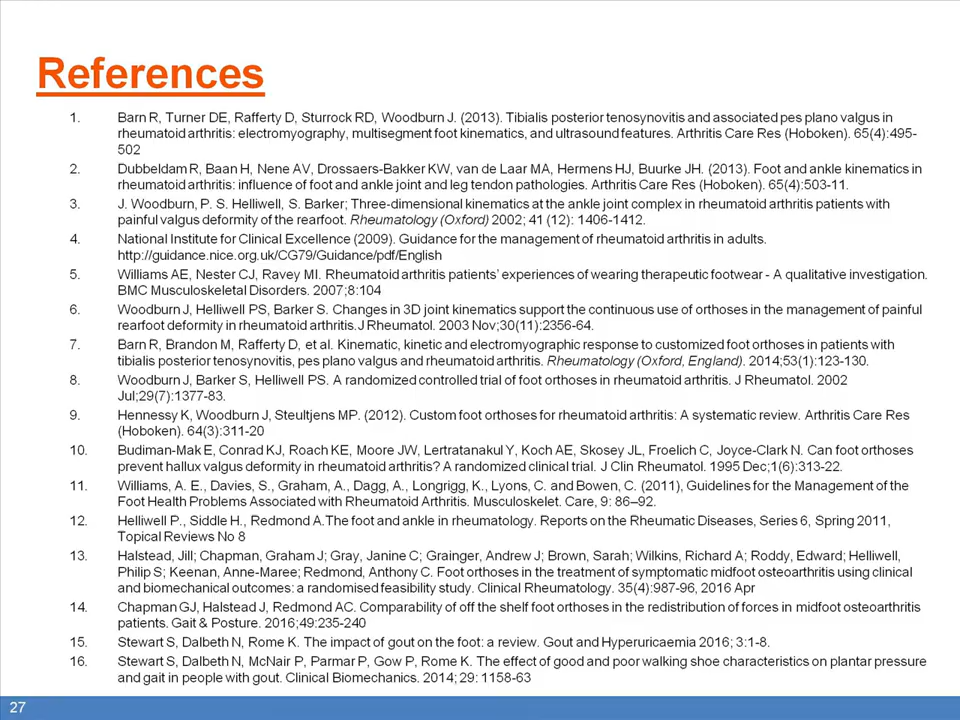 References
1. Barn R, Turner DE, Rafferty D, Sturrock RD, Woodburn J. (2013). Tibialis posterior tenosynovitis and associated pes plano valgus in
rheumatoid arthritis: electromyography, multisegment foot kinematics, and ultrasound features. Arthritis Care Res (Hoboken). 65(4):495-
502
2. Dubbeldam R, Baan H, Nene AV, Drossaers-Bakker KW, van de Laar MA, Hermens HJ, Buurke JH. (2013). Foot and ankle kinematics in
rheumatoid arthritis: influence of foot and ankle joint and leg tendon pathologies. Arthritis Care Res (Hoboken). 65(4):503-11.
3. J. Woodburn, P. S. Helliwell, S. Barker; Three-dimensional kinematics at the ankle joint complex in rheumatoid arthritis patients with
painful valgus deformity of the rearfoot. Rheumatology (Oxford) 2002; 41 (12): 1406-1412.
4. National Institute for Clinical Excellence (2009). Guidance for the management of rheumatoid arthritis in adults.
http://guidance.nice.org.uk/CG79/Guidance/pdf/English
5. Williams AE, Nester CJ, Ravey MI. Rheumatoid arthritis patients’ experiences of wearing therapeutic footwear - A qualitative investigation.
BMC Musculoskeletal Disorders. 2007;8:104
6. Woodburn J, Helliwell PS, Barker S. Changes in 3D joint kinematics support the continuous use of orthoses in the management of painful
rearfoot deformity in rheumatoid arthritis.J Rheumatol. 2003 Nov;30(11):2356-64.
7. Barn R, Brandon M, Rafferty D, et al. Kinematic, kinetic and electromyographic response to customized foot orthoses in patients with
tibialis posterior tenosynovitis, pes plano valgus and rheumatoid arthritis. Rheumatology (Oxford, England). 2014;53(1):123-130.
8. Woodburn J, Barker S, Helliwell PS. A randomized controlled trial of foot orthoses in rheumatoid arthritis. J Rheumatol. 2002
Jul;29(7):1377-83.
9. Hennessy K, Woodburn J, Steultjens MP. (2012). Custom foot orthoses for rheumatoid arthritis: A systematic review. Arthritis Care Res
(Hoboken). 64(3):311-20
10. Budiman-Mak E, Conrad KJ, Roach KE, Moore JW, Lertratanakul Y, Koch AE, Skosey JL, Froelich C, Joyce-Clark N. Can foot orthoses
prevent hallux valgus deformity in rheumatoid arthritis? A randomized clinical trial. J Clin Rheumatol. 1995 Dec;1(6):313-22.
11. Williams, A. E., Davies, S., Graham, A., Dagg, A., Longrigg, K., Lyons, C. and Bowen, C. (2011), Guidelines for the Management of the
Foot Health Problems Associated with Rheumatoid Arthritis. Musculoskelet. Care, 9: 86–92.
12. Helliwell P., Siddle H., Redmond A.The foot and ankle in rheumatology. Reports on the Rheumatic Diseases, Series 6, Spring 2011,
Topical Reviews No 8
13. Halstead, Jill; Chapman, Graham J; Gray, Janine C; Grainger, Andrew J; Brown, Sarah; Wilkins, Richard A; Roddy, Edward; Helliwell,
Philip S; Keenan, Anne-Maree; Redmond, Anthony C. Foot orthoses in the treatment of symptomatic midfoot osteoarthritis using clinical
and biomechanical outcomes: a randomised feasibility study. Clinical Rheumatology. 35(4):987-96, 2016 Apr
14. Chapman GJ, Halstead J, Redmond AC. Comparability of off the shelf foot orthoses in the redistribution of forces in midfoot osteoarthritis
patients. Gait & Posture. 2016;49:235-240
15. Stewart S, Dalbeth N, Rome K. The impact of gout on the foot: a review. Gout and Hyperuricaemia 2016; 3:1-8.
16. Stewart S, Dalbeth N, McNair P, Parmar P, Gow P, Rome K. The effect of good and poor walking shoe characteristics on plantar pressure
and gait in people with gout. Clinical Biomechanics. 2014; 29: 1158-63
27